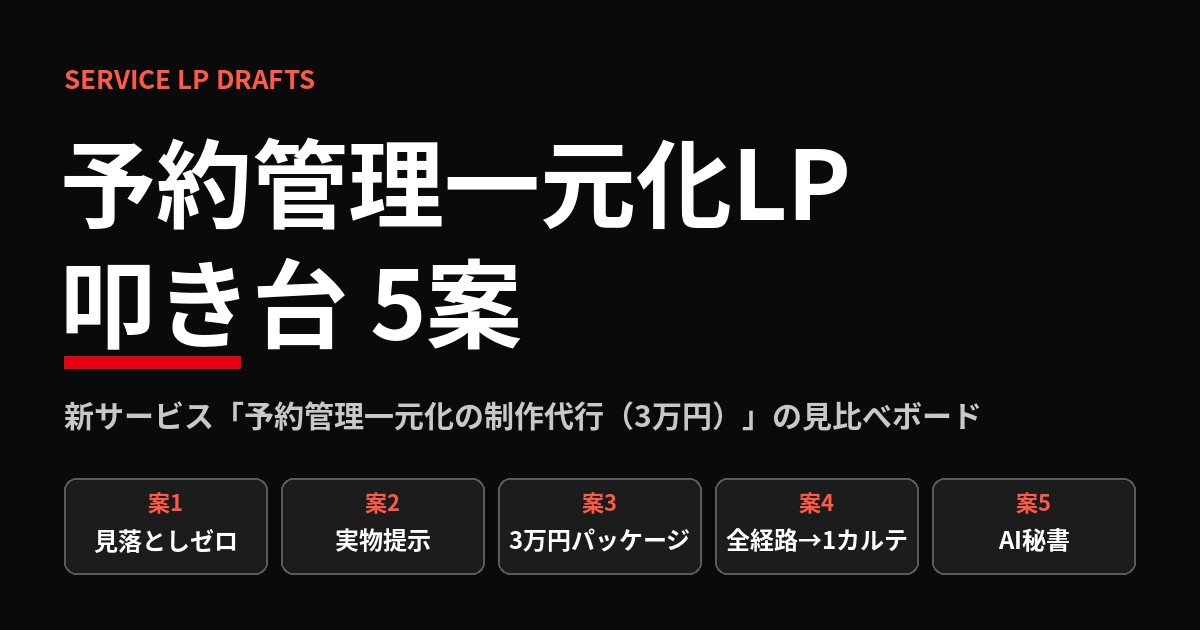 SERVICE LP DRAFTS
予約管理一元化LP
叩き台 5案
新サービス「予約管理一元化の制作代行（3万円）」の見比べボード
案1
見落としゼロ
案2
実物提示
案3
3万円パッケージ
案4
全経路→1カルテ
案5
AI秘書